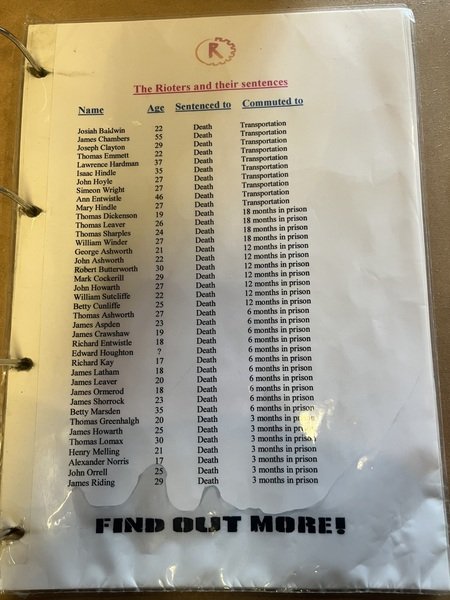 R
The Rioters and their sentences
Name Age Sentenced to Commuted to
Josiah Baldwin 22 Death Transportation
James Chambers 55 Death Transportation
Joseph Clayton 29 Death Transportation
Thomas Emmett 22 Death Transportation
Lawrence Hardman 37 Death Transportation
Isaac Hindle 35 Death Transportation
John Hoyle 27 Death Transportation
Simeon Wright 27 Death Transportation
Ann Entwistle 46 Death Transportation
Mary Hindle 27 Death Transportation
Thomas Dickenson 19 Death 18 months in prison
Thomas Leaver 26 Death 18 months in prison
Thomas Sharples 24 Death 18 months in prison
William Winder 27 Death 18 months in prison
George Ashworth 21 Death 12 months in prison
John Ashworth 22 Death 12 months in prison
Robert Butterworth 30 Death 12 months in prison
Mark Cockerill 29 Death 12 months in prison
John Howarth 27 Death 12 months in prison
William Sutcliffe 22 Death 12 months in prison
Betty Cunliffe 25 Death 12 months in prison
Thomas Ashworth 27 Death 6 months in prison
James Aspden 23 Death 6 months in prison
James Crawshaw 19 Death 6 months in prison
Richard Entwistle 18 Death 6 months in prison
Edward Houghton ? Death 6 months in prison
Richard Kay 17 Death 6 months in prison
James Latham 18 Death 6 months in prison
James Leaver 20 Death 6 months in prison
James Ormerod 18 Death 6 months in prison
James Shorrock 23 Death 6 months in prison
Betty Marsden 35 Death 6 months in prison
Thomas Greenhalgh 20 Death 3 months in prison
James Howarth 25 Death 3 months in prison
Thomas Lomax 30 Death 3 months in prison
Henry Melling 21 Death 3 months in prison
Alexander Norris 17 Death 3 months in prison
John Orrell 25 Death 3 months in prison
James Riding 29 Death 3 months in prison
FIND OUT MORE!